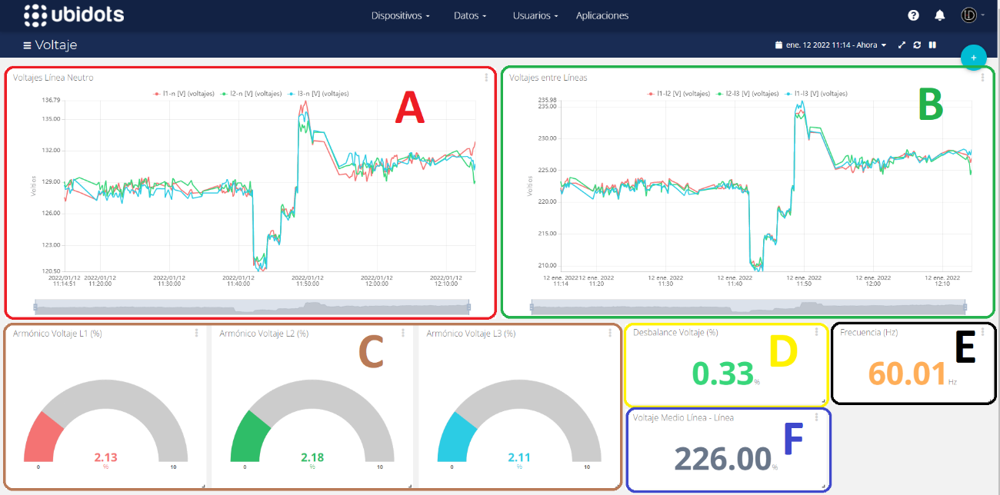 ubidots
Dispositivos
Datos
Usuarios
Aplicaciones
Voltaje
ene. 12 2022 11:14 - Ahora
+
Voltajes Línea Neutro
A
l1-n [V] (voltajes) l2-n [V] (voltajes) l3-n [V] (voltajes)
136.79
135.00
132.00
129.00
126.00
123.00
120.50
Voltios
2022/01/12 2022/01/12 2022/01/12 2022/01/12 2022/01/12 2022/01/12 2022/01/12
11:14:51 11:20:00 11:30:00 11:40:00 11:50:00 12:00:00 12:10:00
Voltajes entre Líneas
B
l1-l2 [V] (voltajes) l2-l3 [V] (voltajes) l1-l3 [V] (voltajes)
235.98
235.00
230.00
225.00
220.00
215.00
210.00
Voltios
12 ene. 2022 12 ene. 2022 12 ene. 2022 12 ene. 2022 12 ene. 2022 12 ene. 2022 12 ene. 2022
11:14 11:20 11:30 11:40 11:50 12:00 12:10
C
Armónico Voltaje L1 (%)
2.13
%
0 10
Armónico Voltaje L2 (%)
2.18
%
0 10
Armónico Voltaje L3 (%)
2.11
%
0 10
Desbalance Voltaje (%)
D
0.33 %
Frecuencia (Hz)
E
60.01 Hz
Voltaje Medio Línea - Línea
F
226.00 %